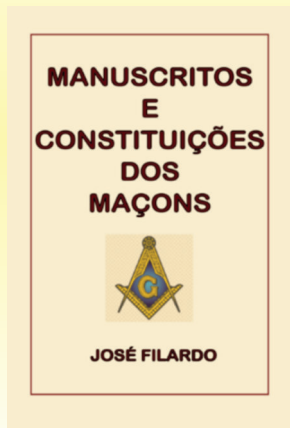 MANUSCRITOS
E
CONSTITUIÇÕES
DOS
MAÇONS
G
JOSÉ FILARDO